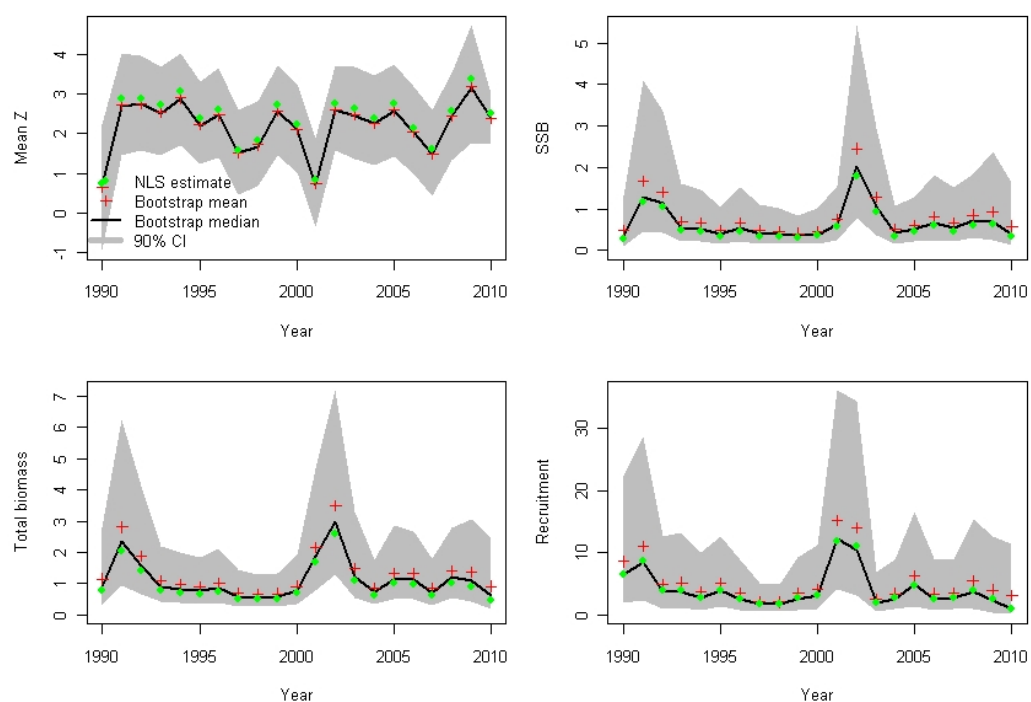 Mean Z
-1 0 1 2 3 4
NLS estimate
Bootstrap mean
Bootstrap median
90% CI
1990 1995 2000 2005 2010
Year
SSB
0 1 2 3 4 5
1990 1995 2000 2005 2010
Year
Total biomass
0 1 2 3 4 5 6 7
1990 1995 2000 2005 2010
Year
Recruitment
0 10 20 30
1990 1995 2000 2005 2010
Year